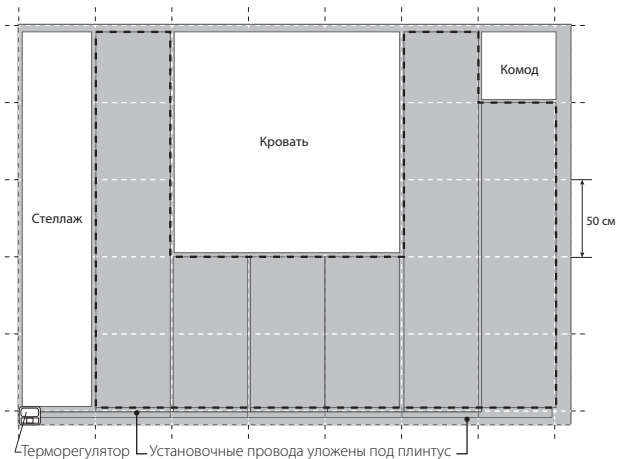 Комод
Кровать
Стеллаж
50 см
Терморегулятор
Установочные провода уложены под плинтус